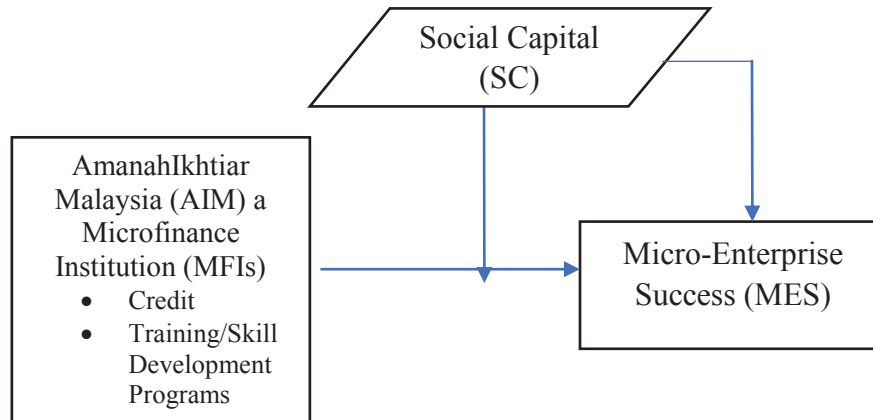 Social Capital
(SC)
AmanahIkhtiar
Malaysia (AIM) a
Microfinance
Institution (MFIs)
• Credit
• Training/Skill
Development
Programs
Micro-Enterprise
Success (MES)